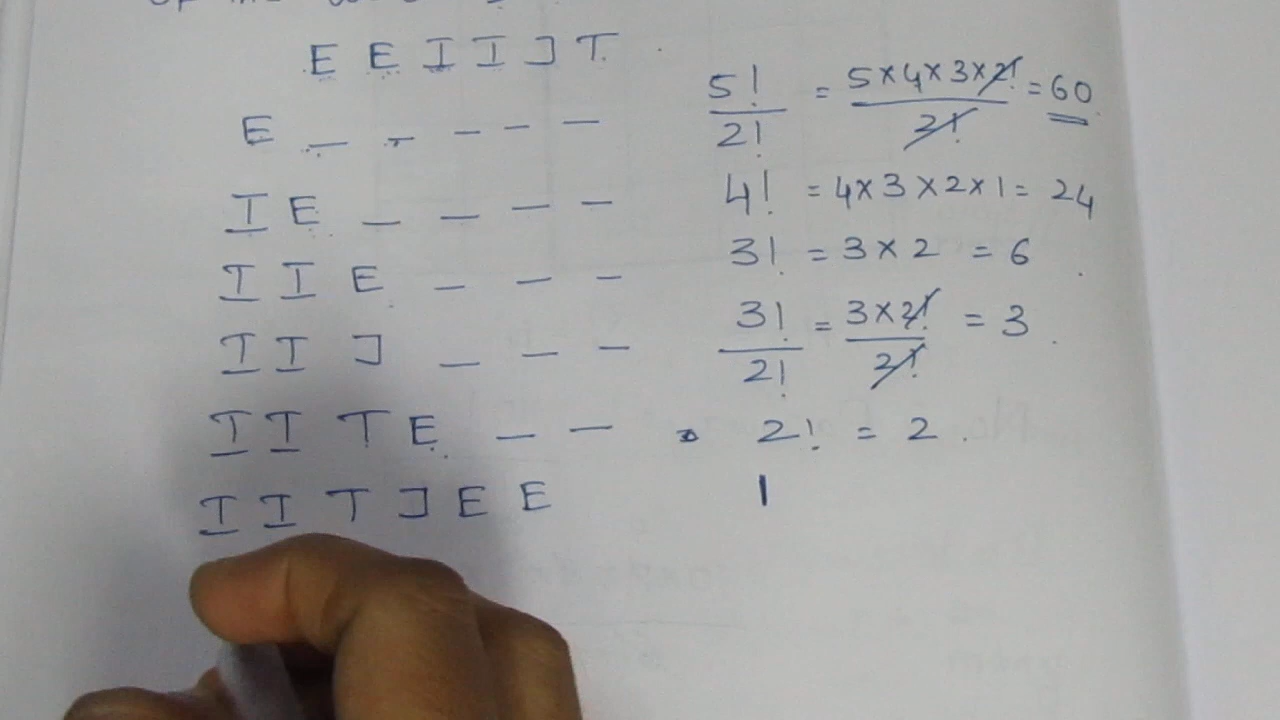 E E I I J T
E _ _ _ _ _ 5!/2! = 5×4×3×2!/2! = 60
I E _ _ _ _ 4! = 4×3×2×1 = 24
I I E _ _ _ 3! = 3×2 = 6
I I J _ _ _ 3!/2! = 3×2!/2! = 3
I I T E _ _ 2! = 2
I I T J E E 1